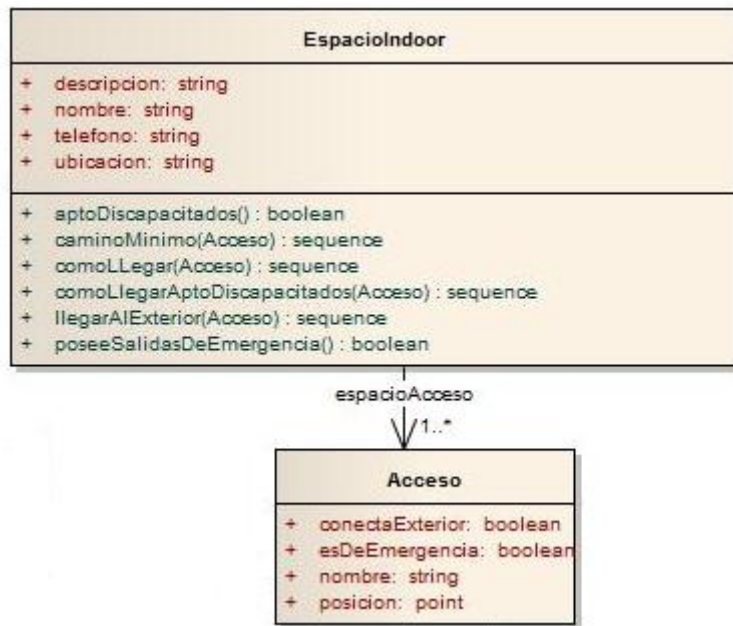 EspacioIndoor
+ descripcion: string
+ nombre: string
+ teléfono: string
+ ubicacion: string
+ aptoDiscapacitados() : boolean
+ caminoMinimo(Acceso) : sequence
+ comoLLegar(Acceso) : sequence
+ comoLlegarAptoDiscapacitados(Acceso) : sequence
+ llegarAlExterior(Acceso) : sequence
+ poseeSalidasDeEmergencia() : boolean
espacioAcceso
1..*
Acceso
+ conectaExterior: boolean
+ esDeEmergencia: boolean
+ nombre: string
+ posicion: point